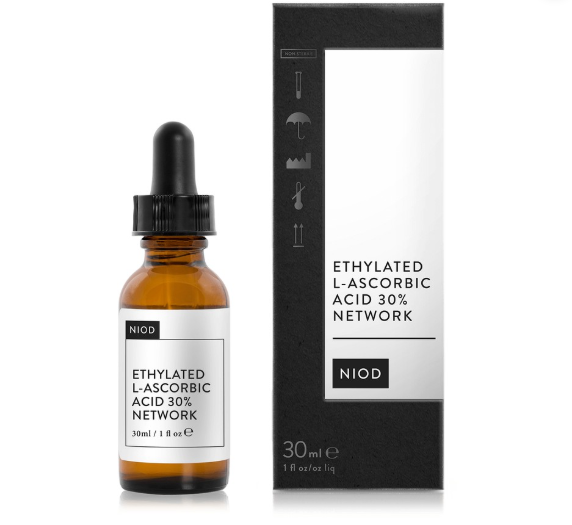 NIOD
ETHYLATED
L-ASCORBIC
ACID 30%
NETWORK
30ml / 1 fl oz ℮
ETHYLATED
L-ASCORBIC
ACID 30%
NETWORK
NIOD
30ml ℮
1 fl oz/oz liq